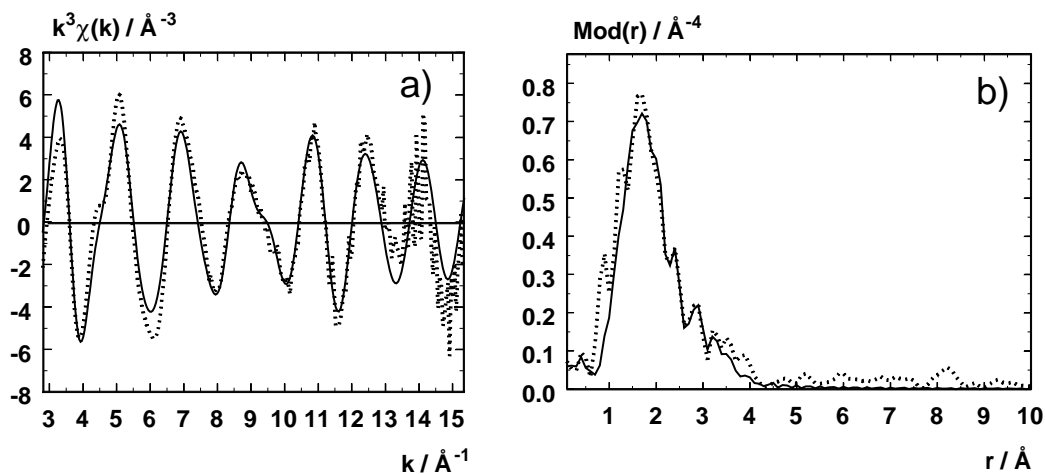 k³χ(k) / Å⁻³
a)
8
6
4
2
0
-2
-4
-6
-8
3 4 5 6 7 8 9 10 11 12 13 14 15
k / Å⁻¹
Mod(r) / Å⁻⁴
b)
0.8
0.7
0.6
0.5
0.4
0.3
0.2
0.1
0.0
1 2 3 4 5 6 7 8 9 10
r / Å